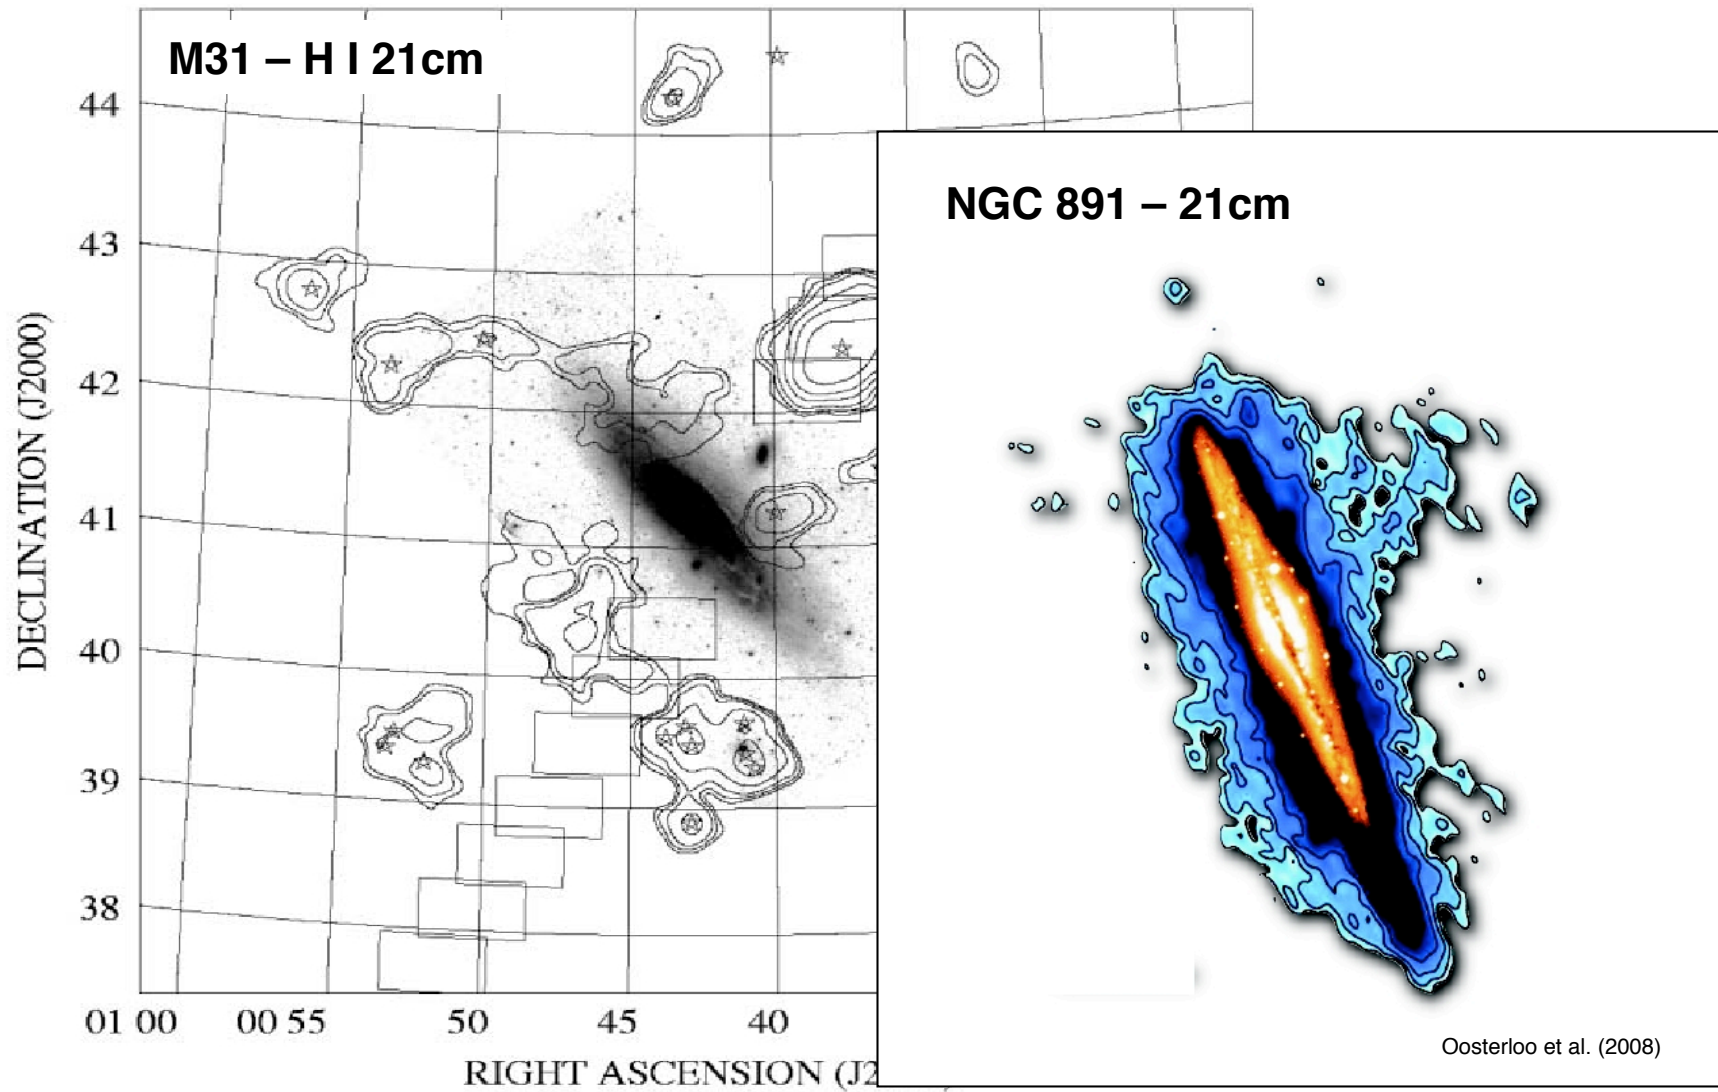 M31 – H I 21cm
44
43
42
41
40
39
38
DECLINATION (J2000)
01 00 00 55 50 45 40
RIGHT ASCENSION (J2
NGC 891 – 21cm
Oosterloo et al. (2008)